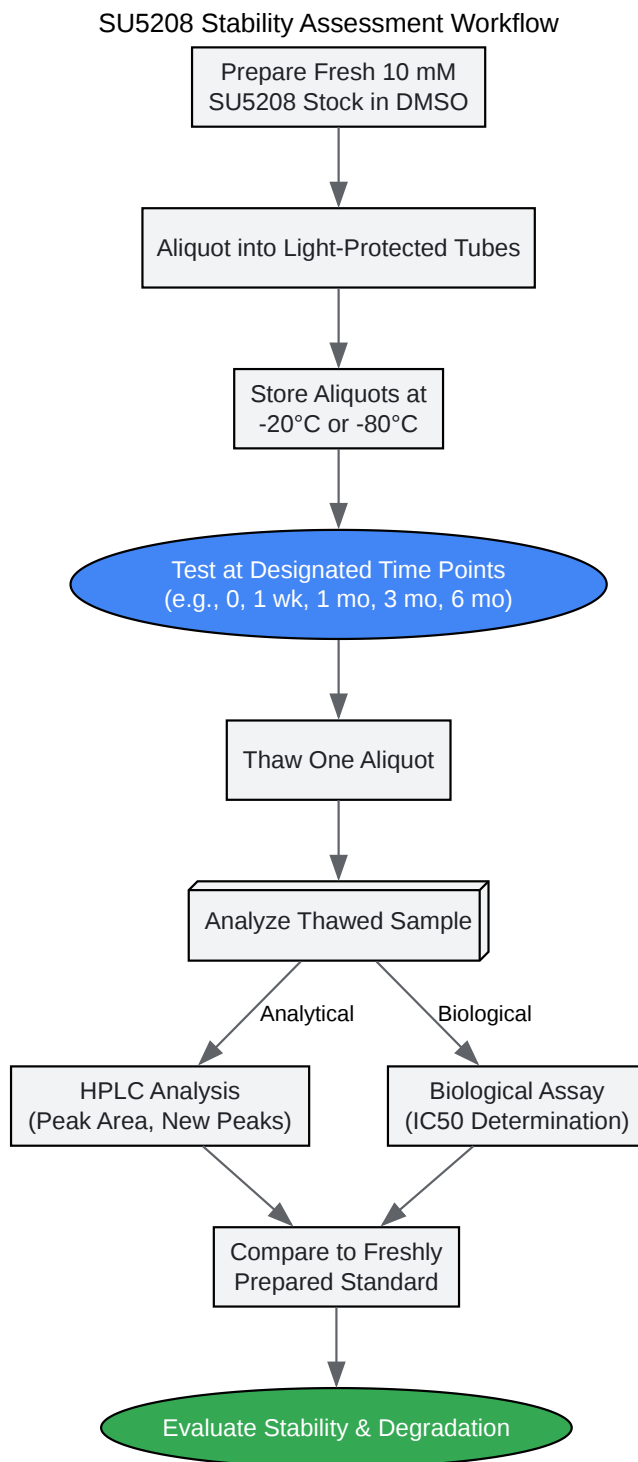 SU5208 Stability Assessment Workflow
Prepare Fresh 10 mM
SU5208 Stock in DMSO
Aliquot into Light-Protected Tubes
Store Aliquots at
-20°C or -80°C
Test at Designated Time Points
(e.g., 0, 1 wk, 1 mo, 3 mo, 6 mo)
Thaw One Aliquot
Analyze Thawed Sample
Analytical
Biological
HPLC Analysis
(Peak Area, New Peaks)
Biological Assay
(IC50 Determination)
Compare to Freshly
Prepared Standard
Evaluate Stability & Degradation